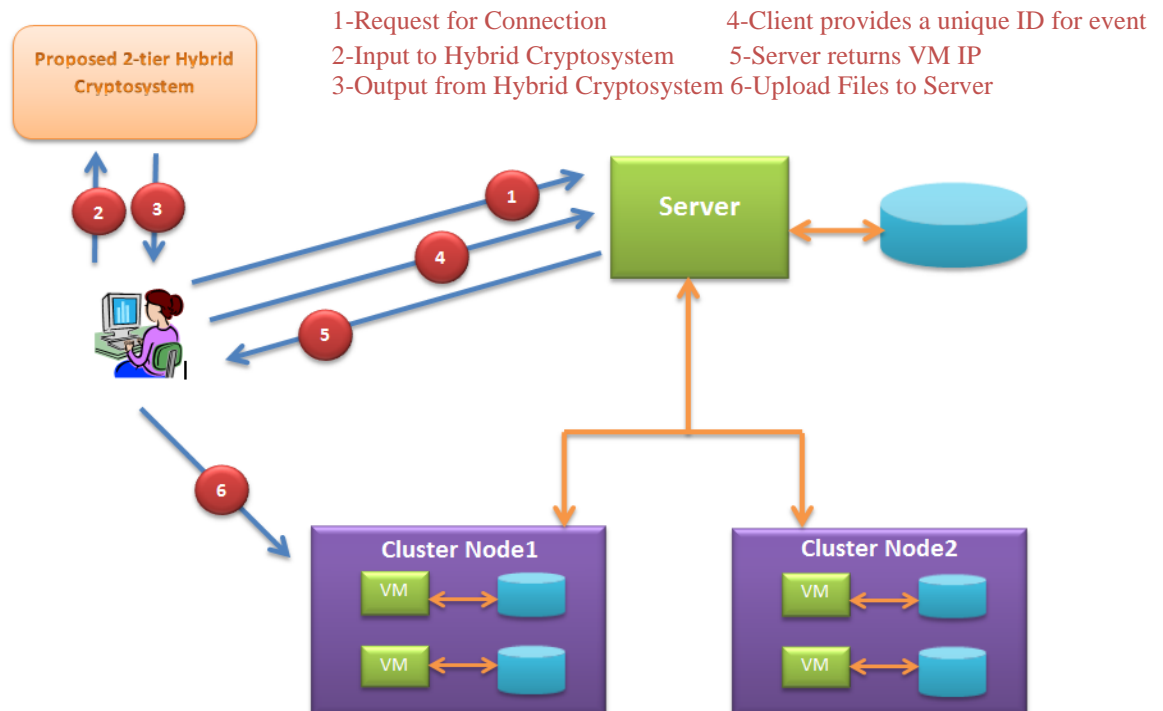 1-Request for Connection 4-Client provides a unique ID for event
2-Input to Hybrid Cryptosystem 5-Server returns VM IP
3-Output from Hybrid Cryptosystem 6-Upload Files to Server
Proposed 2-tier Hybrid
Cryptosystem
2
3
1
4
5
Server
6
Cluster Node1
VM
VM
Cluster Node2
VM
VM